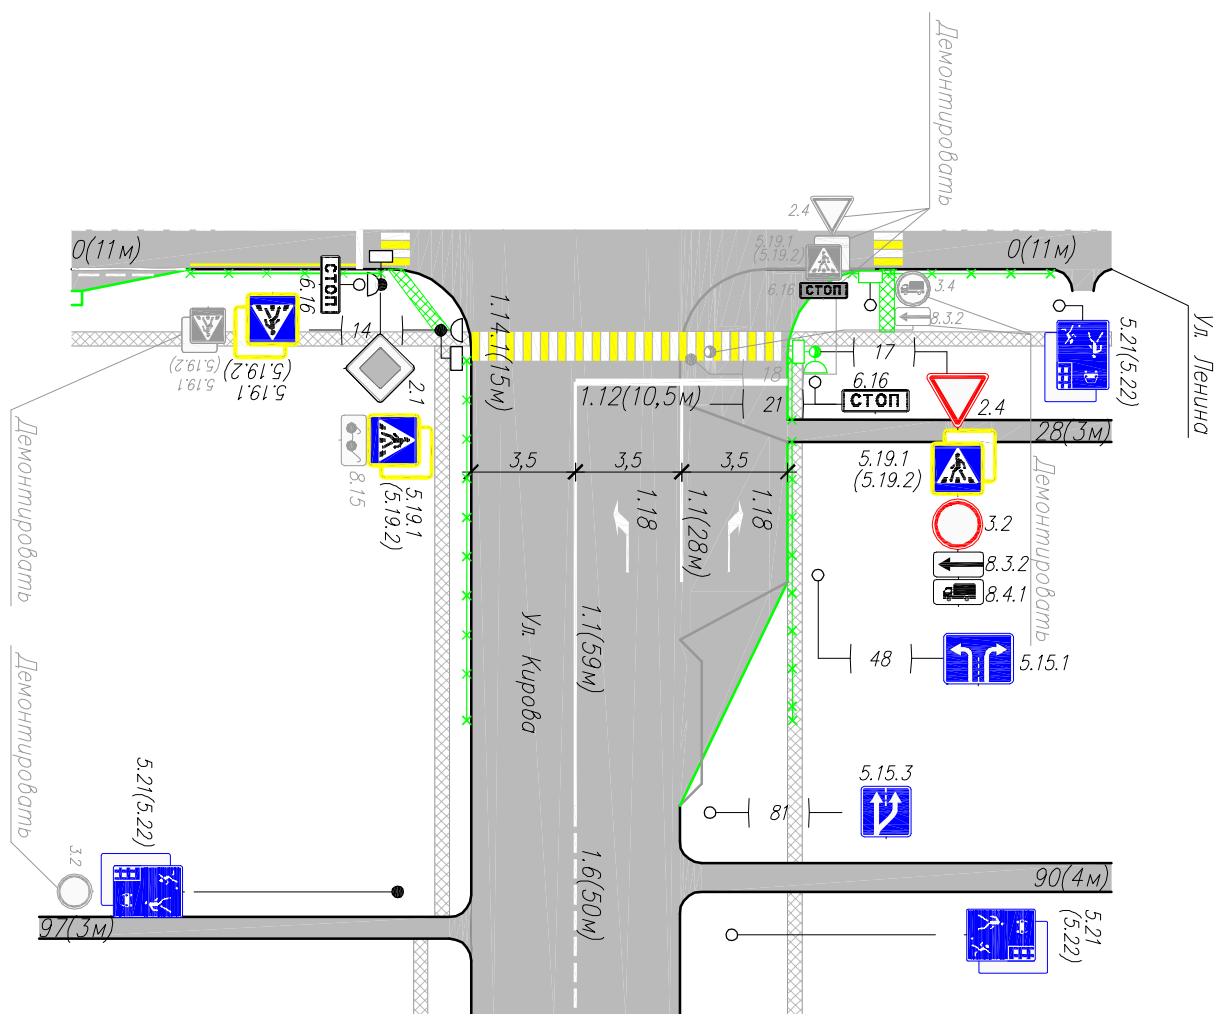 Демонтировать
2.4
5.19.1
(5.19.2)
6.16
СТОП
0(11м)
0(11м)
СТОП
6.16
3.4
8.3.2
Ул. Ленина
5.21(5.22)
5.19.1
(5.19.2)
5.19.1
(5.19.2)
14
2.1
1.14.1(15м)
18
17
6.16
СТОП
2.4
1.12(10,5м)
21
28(3м)
Демонтировать
8.15
5.19.1
(5.19.2)
3,5
3,5
3,5
5.19.1
(5.19.2)
Демонтировать
1.18
1.1(28м)
1.18
3.2
8.3.2
8.4.1
Ул. Кирова
1.1(59м)
48
5.15.1
Демонтировать
5.21(5.22)
5.15.3
81
3.2
1.6(50м)
90(4м)
97(3м)
5.21
(5.22)